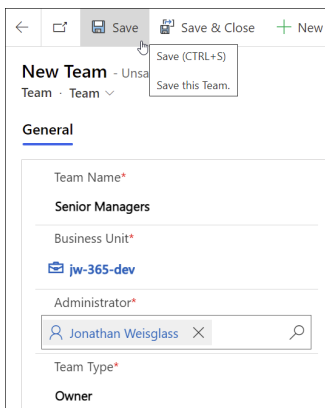 Save
Save & Close
New
Save (CTRL+S)
Save this Team.
New Team - Unsa
Team · Team
General
Team Name*
Senior Managers
Business Unit*
jw-365-dev
Administrator*
Jonathan Weisglass
Team Type*
Owner